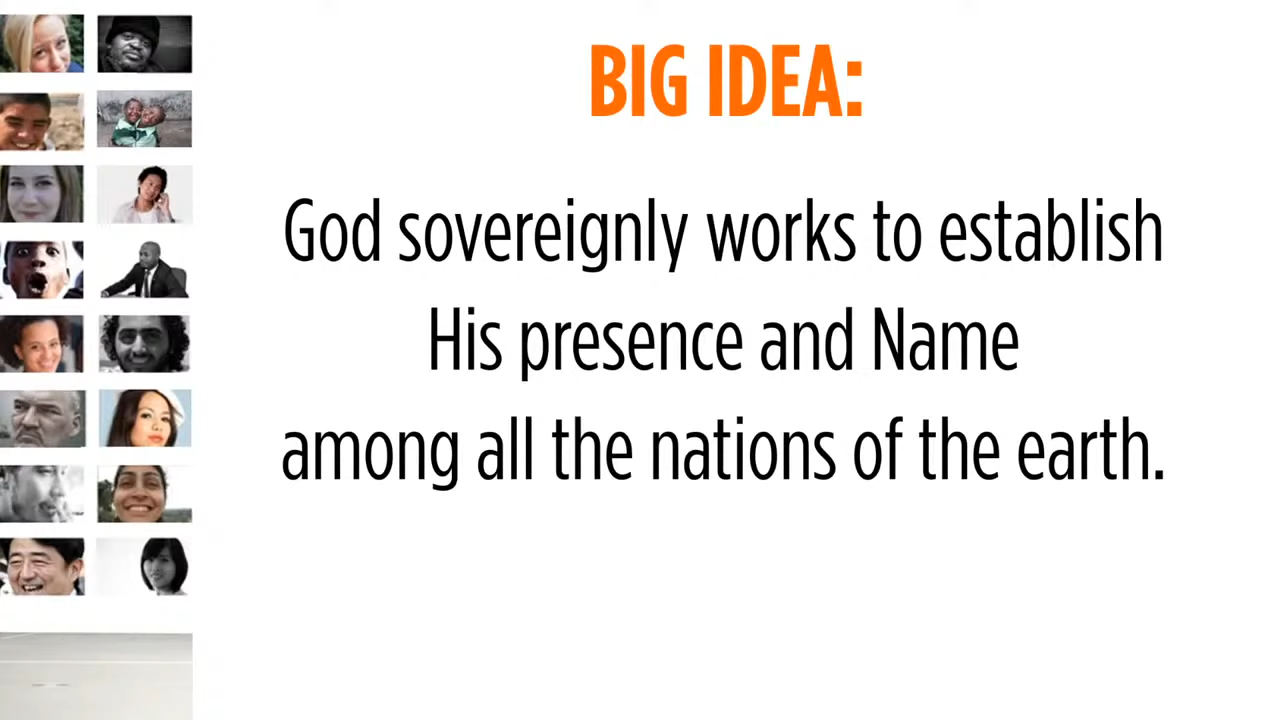 BIG IDEA:
God sovereignly works to establish
His presence and Name
among all the nations of the earth.